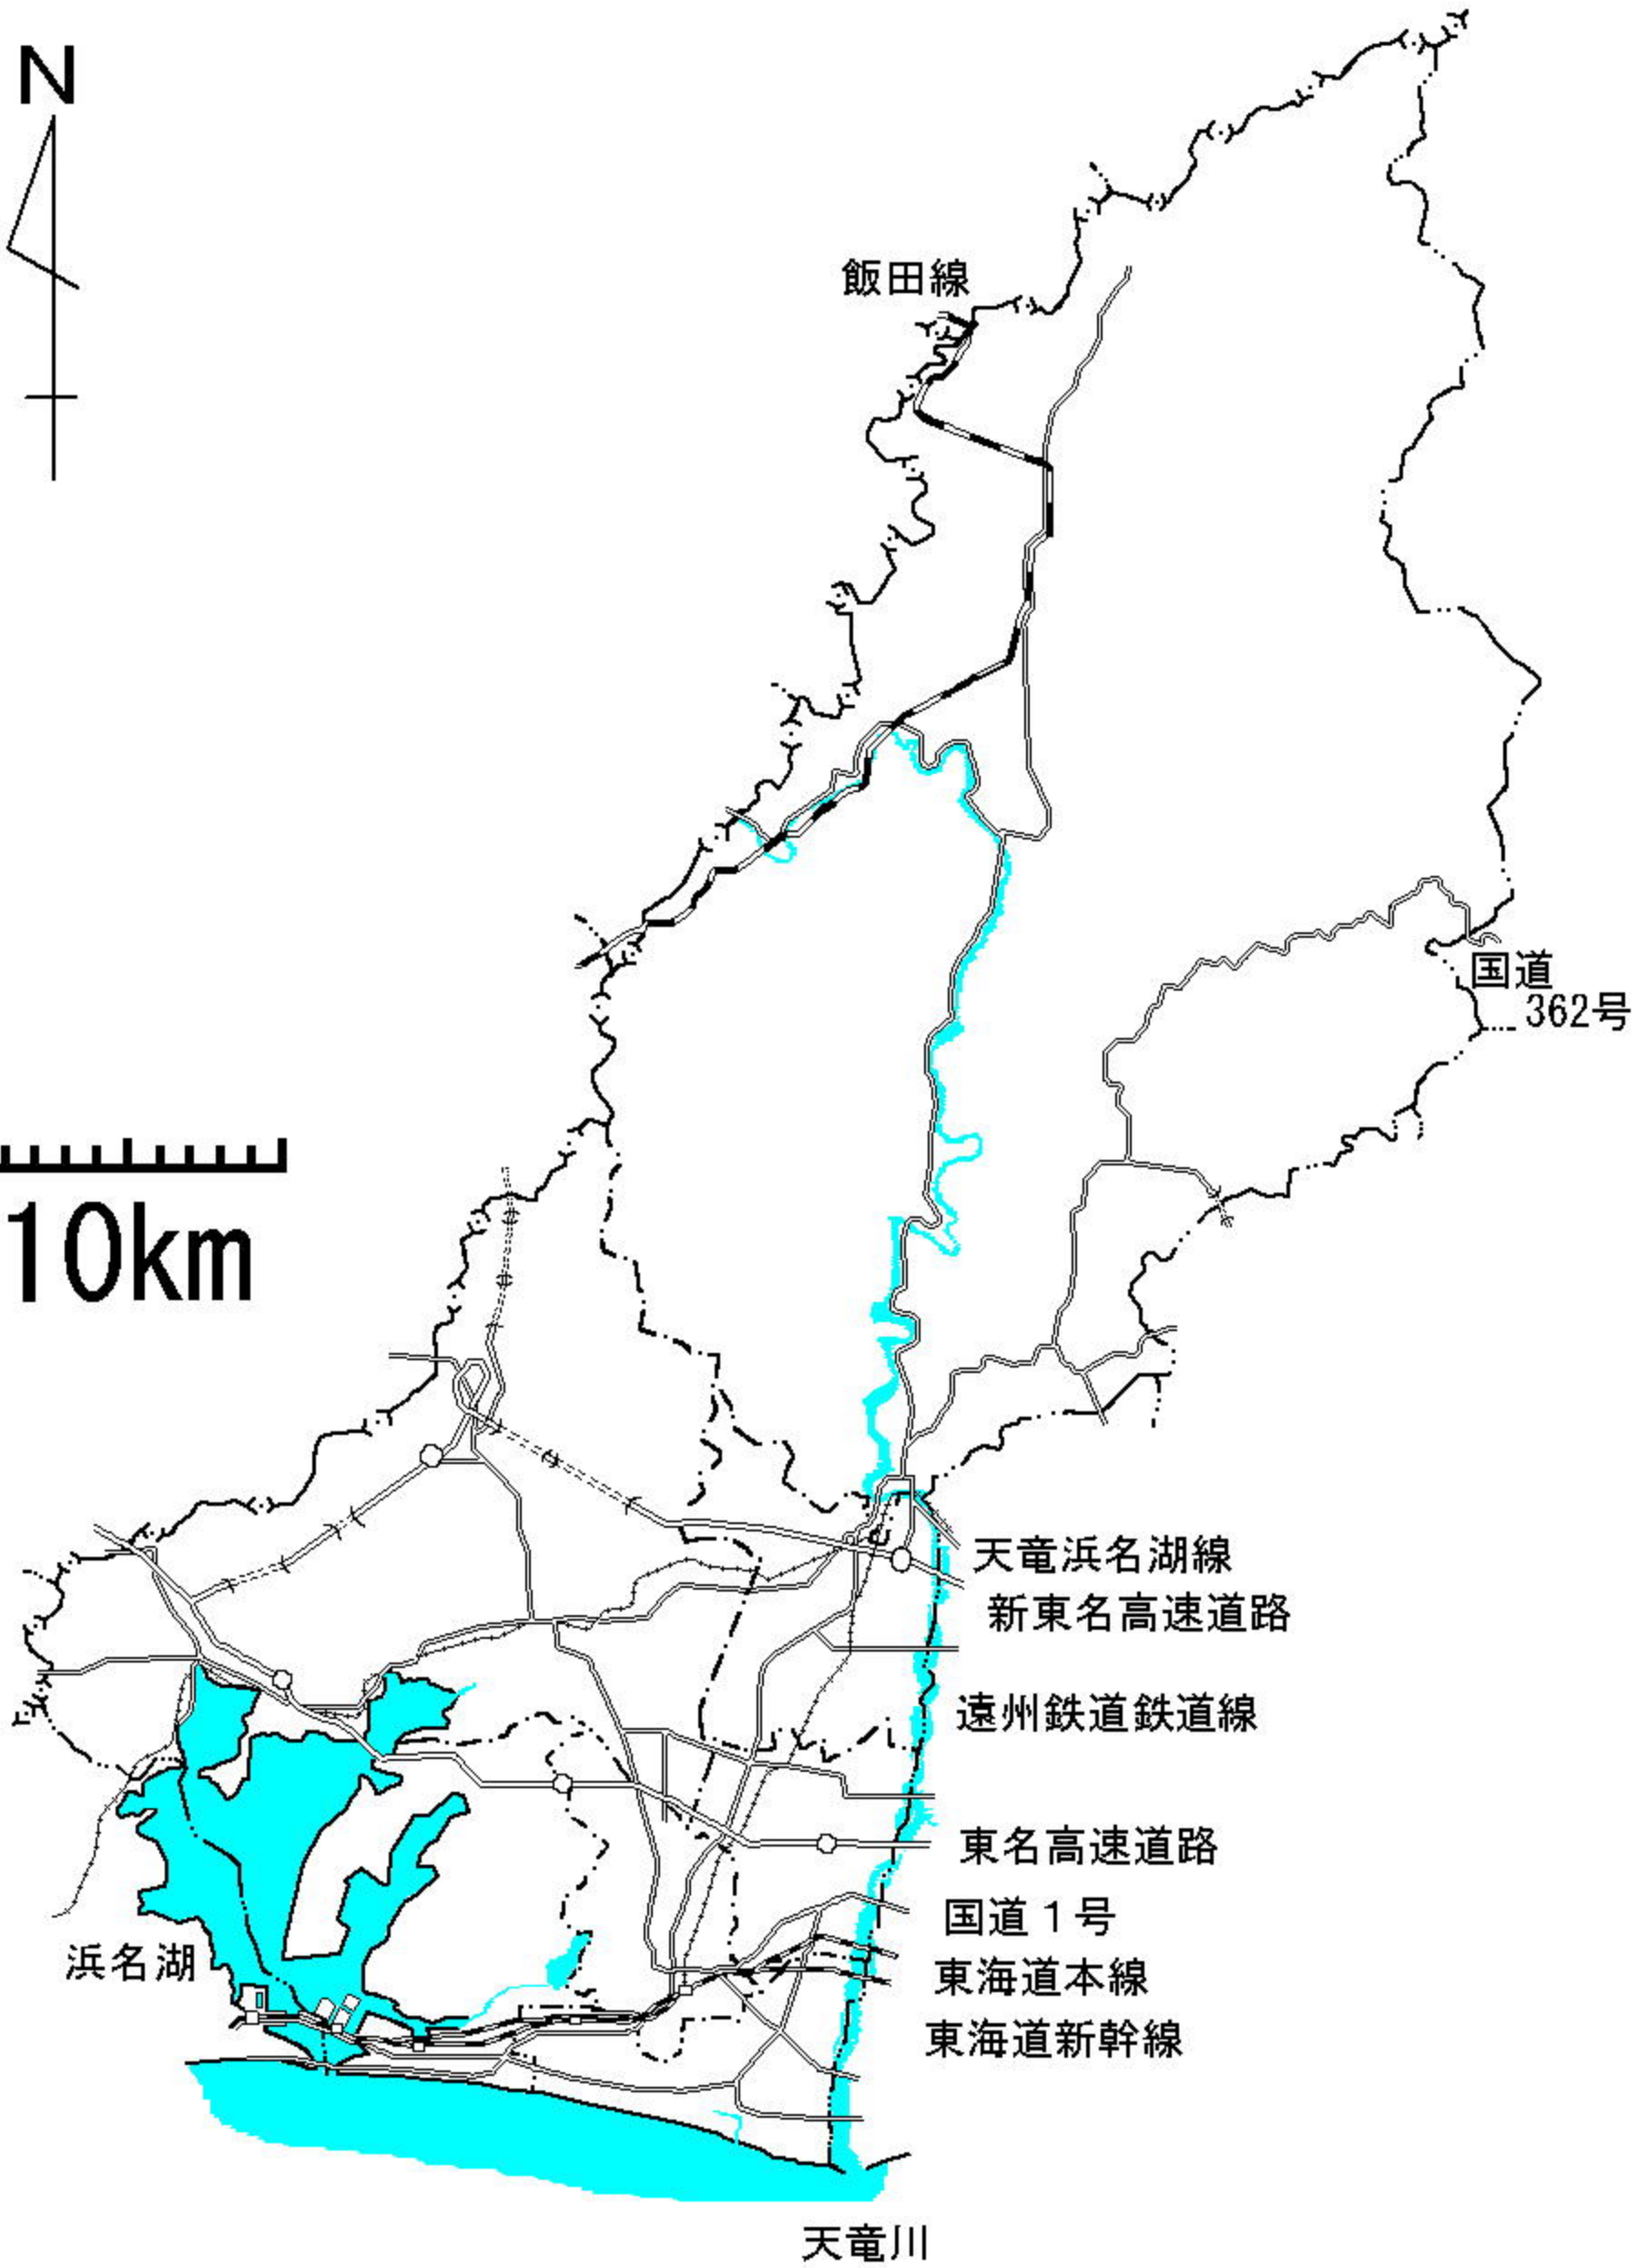 N
飯田線
国道
362号
10km
天竜浜名湖線
新東名高速道路
遠州鉄道鉄道線
東名高速道路
国道1号
浜名湖
東海道本線
東海道新幹線
天竜川